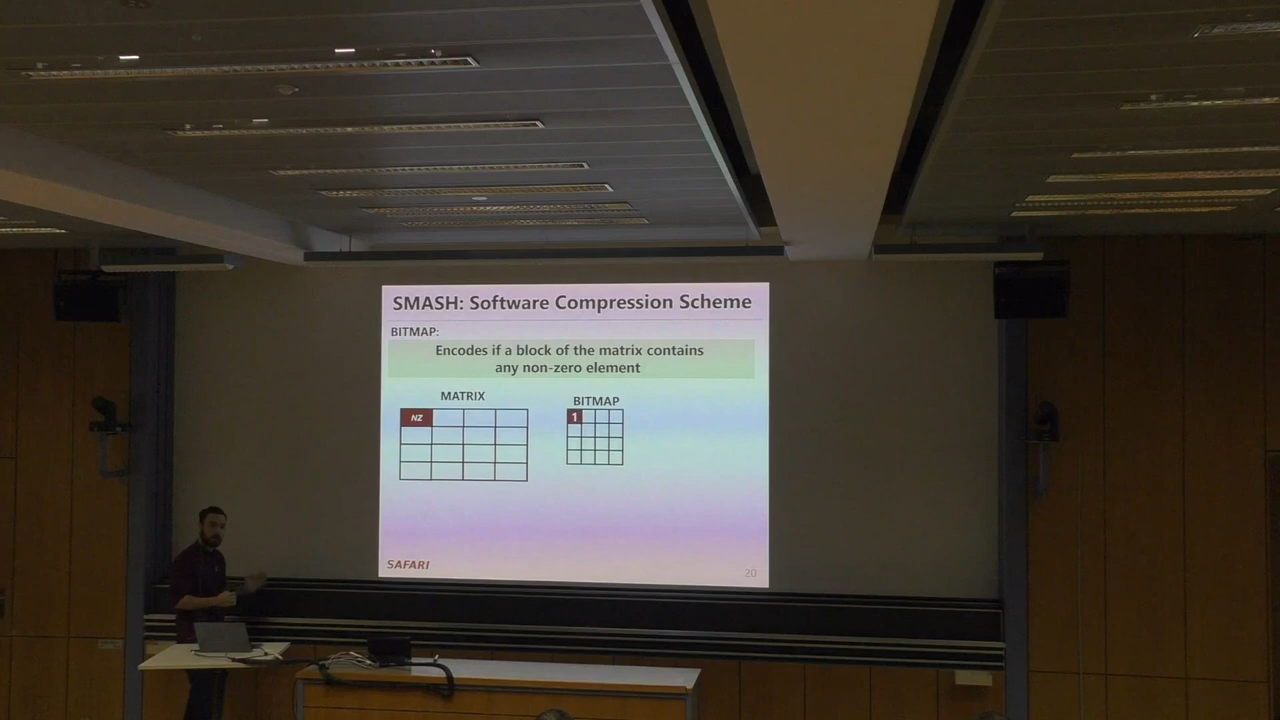 SMASH: Software Compression Scheme
BITMAP:
Encodes if a block of the matrix contains
any non-zero element
MATRIX
BITMAP
NZ
1
SAFARI
20